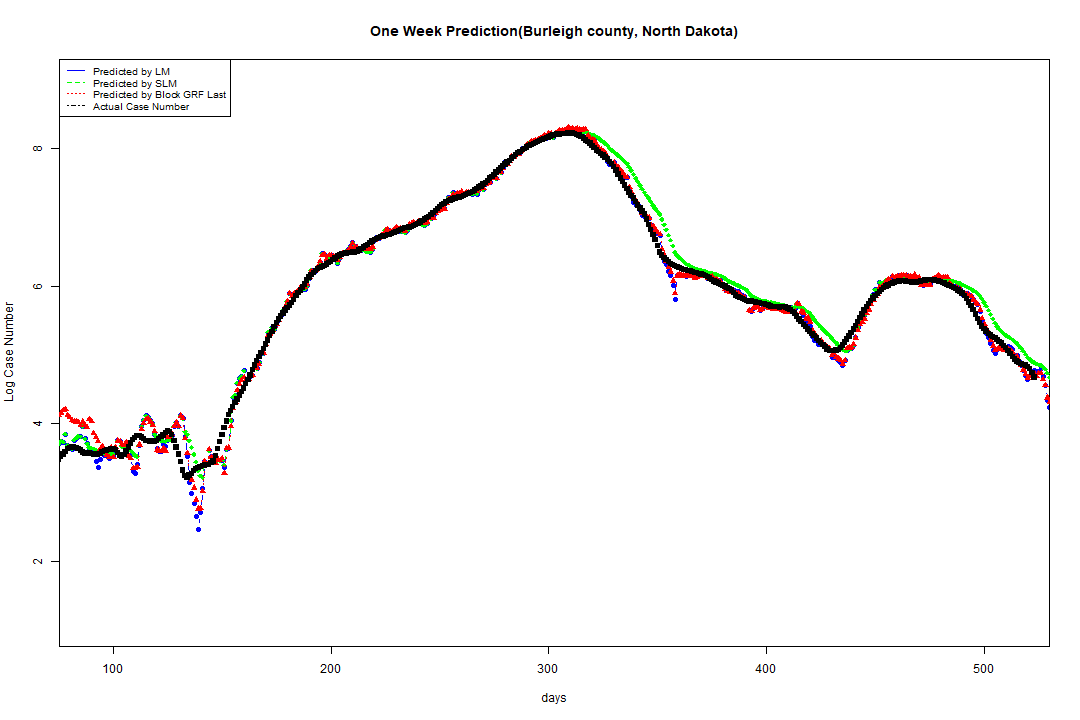 One Week Prediction(Burleigh county, North Dakota)
Predicted by LM
Predicted by SLM
Predicted by Block GRF Last
Actual Case Number
8
6
4
2
Log Case Number
100 200 300 400 500
days